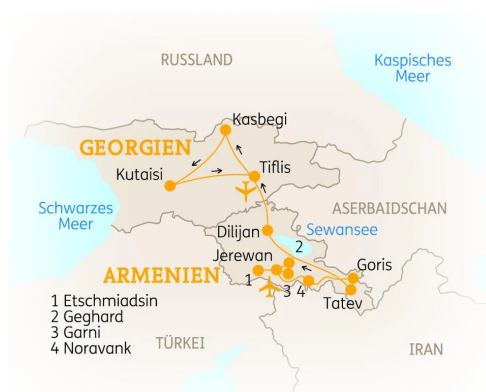 RUSSLAND
Kaspisches
Meer
Kasbegi
GEORGIEN
Kutaisi
Tiflis
Schwarzes
Meer
ASERBAIDSCHAN
Dilijan
Sewansee
2
Jerewan
Goris
ARMENIEN
1
3
4
Tatev
1 Etschmiadsin
2 Geghard
3 Garni
4 Noravank
TÜRKEI
IRAN